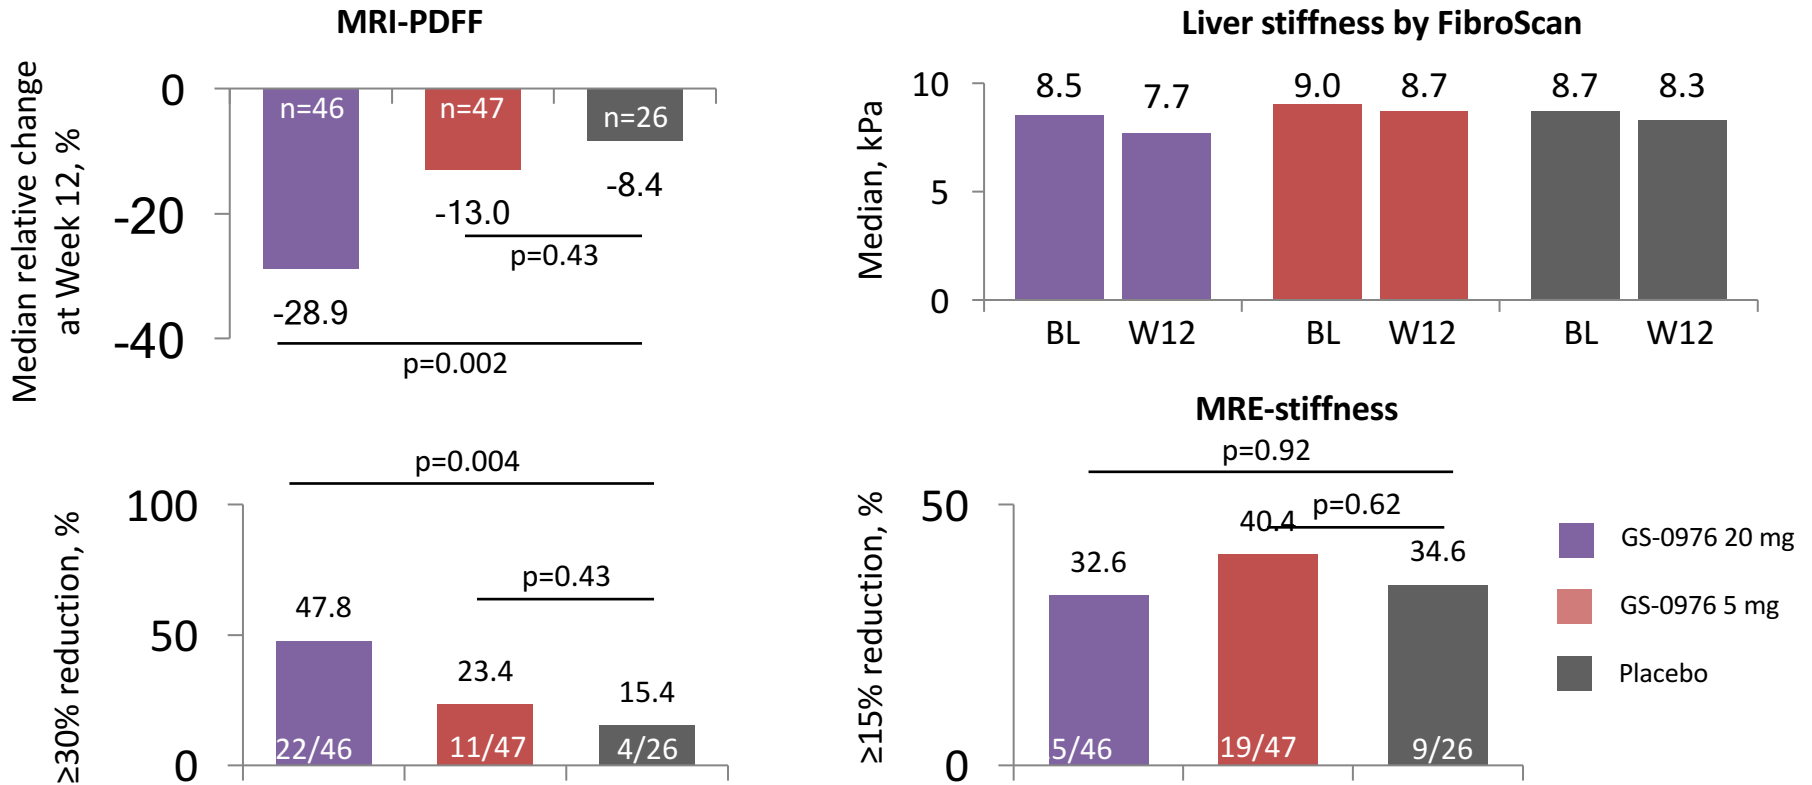 MRI-PDFF
Median relative change
at Week 12, %
0
-20
-40
n=46
n=47
n=26
-28.9
-13.0
-8.4
p=0.43
p=0.002
Liver stiffness by FibroScan
Median, kPa
10
5
0
8.5
7.7
9.0
8.7
8.7
8.3
BL
W12
BL
W12
BL
W12
≥30% reduction, %
100
50
0
p=0.004
p=0.43
47.8
23.4
15.4
22/46
11/47
4/26
MRE-stiffness
≥15% reduction, %
50
0
p=0.92
p=0.62
32.6
40.4
34.6
5/46
19/47
9/26
GS-0976 20 mg
GS-0976 5 mg
Placebo